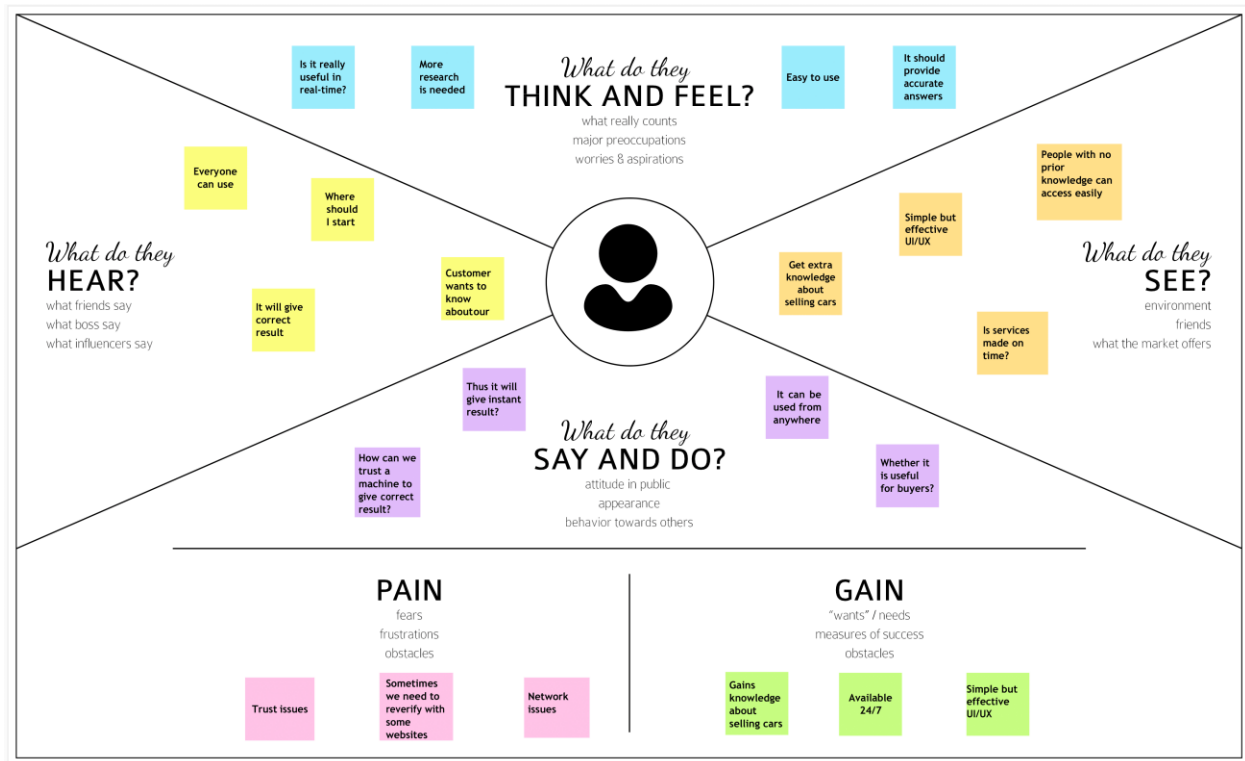 What do they
THINK AND FEEL?
what really counts
major preoccupations
worries & aspirations
Is it really
useful in
real-time?
More
research
is needed
Easy to use
It should
provide
accurate
answers
What do they
HEAR?
what friends say
what boss say
what influencers say
Everyone
can use
Where
should
I start
It will give
correct
result
Customer
wants to
know
aboutour
What do they
SEE?
environment
friends
what the market offers
People with no
prior
knowledge can
access easily
Simple but
effective
UI/UX
Get extra
knowledge
about
selling cars
Is services
made on
time?
What do they
SAY AND DO?
attitude in public
appearance
behavior towards others
Thus it will
give instant
result?
How can we
trust a
machine to
give correct
result?
It can be
used from
anywhere
Whether it
is useful
for buyers?
PAIN
fears
frustrations
obstacles
Trust issues
Sometimes
we need to
reverify with
some
websites
Network
issues
GAIN
"wants" / needs
measures of success
obstacles
Gains
knowledge
about
selling cars
Available
24/7
Simple but
effective
UI/UX